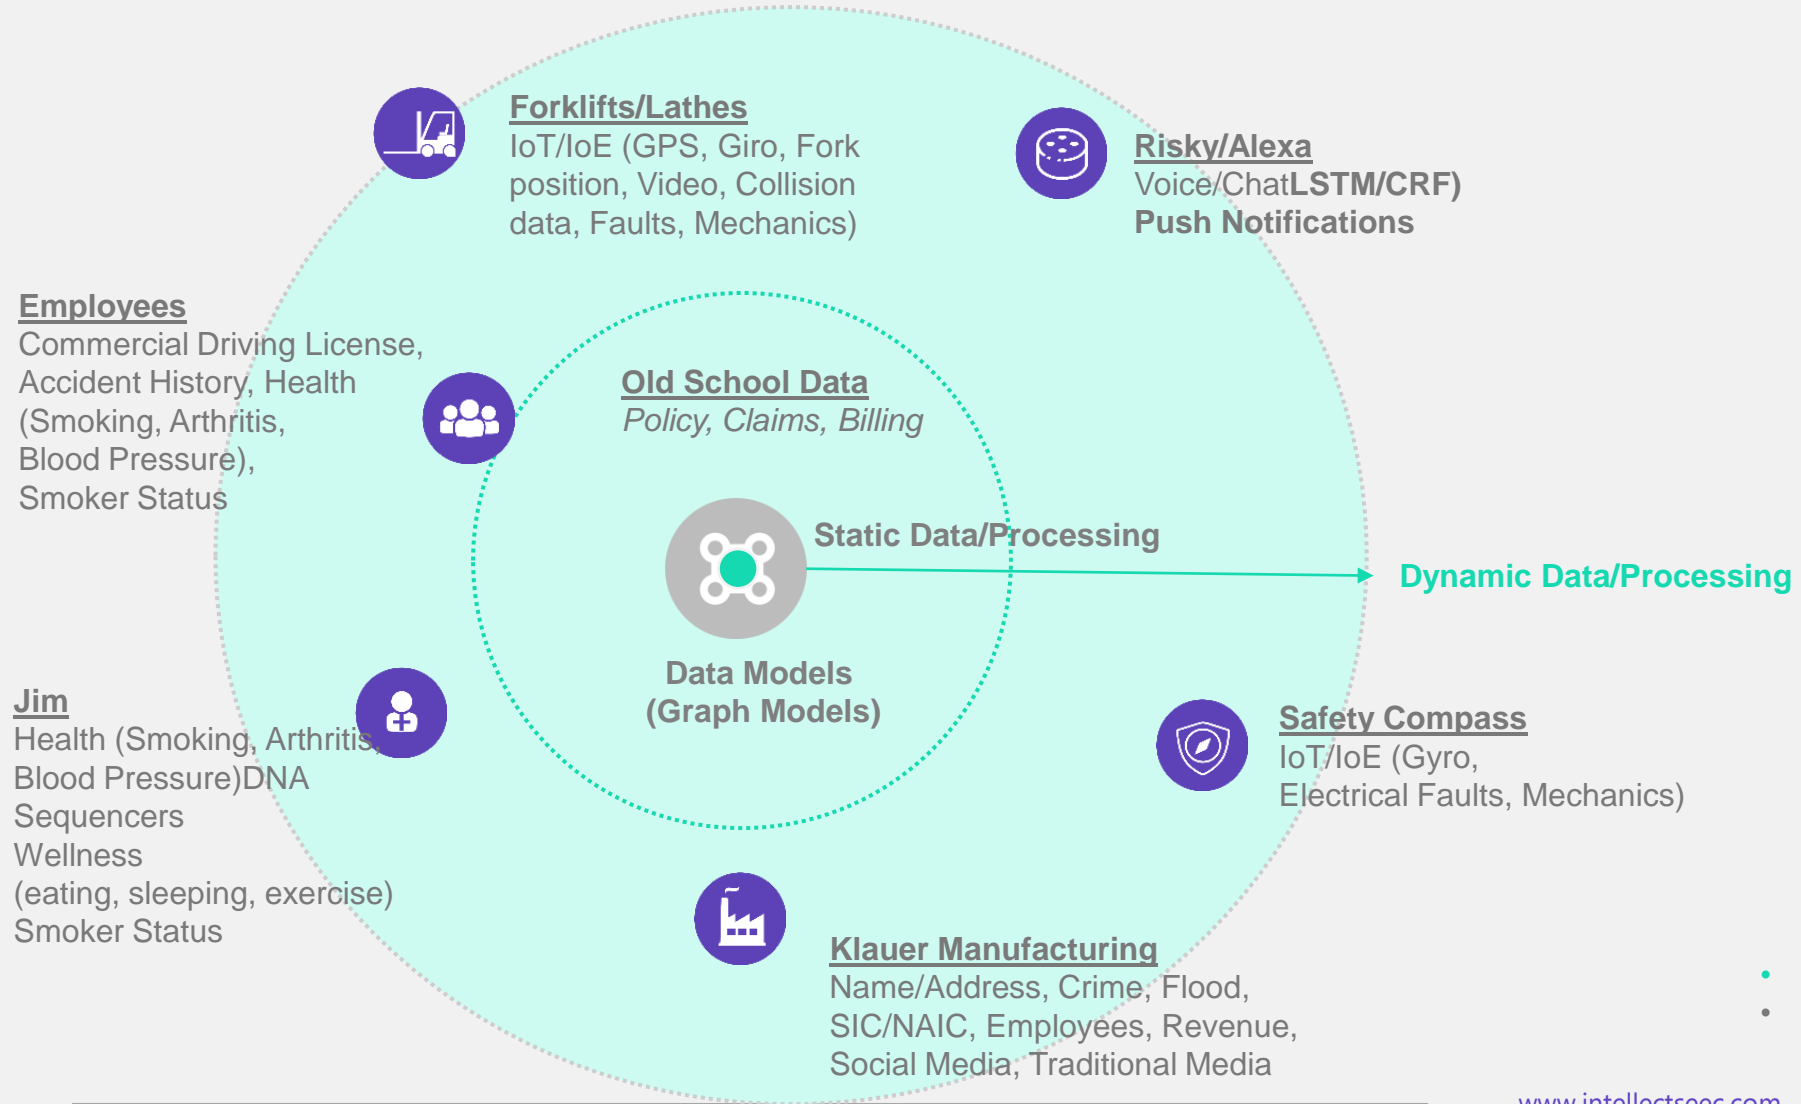 Forklifts/Lathes
IoT/IoE (GPS, Giro, Fork
position, Video, Collision
data, Faults, Mechanics)
Risky/Alexa
Voice/ChatLSTM/CRF)
Push Notifications
Employees
Commercial Driving License,
Accident History, Health
(Smoking, Arthritis,
Blood Pressure),
Smoker Status
Old School Data
Policy, Claims, Billing
Static Data/Processing
Dynamic Data/Processing
Data Models
(Graph Models)
Jim
Health (Smoking, Arthritis,
Blood Pressure)DNA
Sequencers
Wellness
(eating, sleeping, exercise)
Smoker Status
Safety Compass
IoT/IoE (Gyro,
Electrical Faults, Mechanics)
Klauer Manufacturing
Name/Address, Crime, Flood,
SIC/NAIC, Employees, Revenue,
Social Media, Traditional Media
www.intellectseec.com